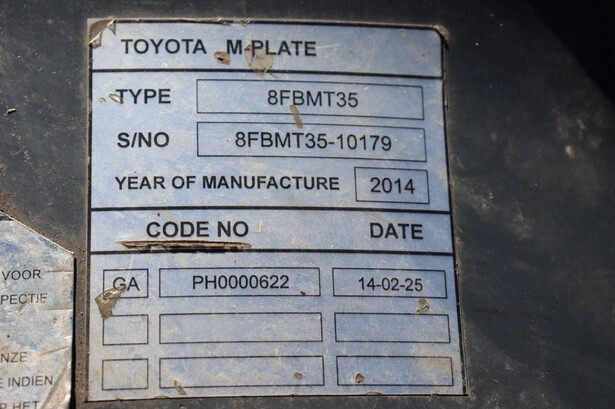 TOYOTA M-PLATE
TYPE 8FBMT35
S/NO 8FBMT35-10179
YEAR OF MANUFACTURE 2014
CODE NO DATE
GA PH0000622 14-02-25
VOOR
PECTIE
NZE
E INDIEN
HET